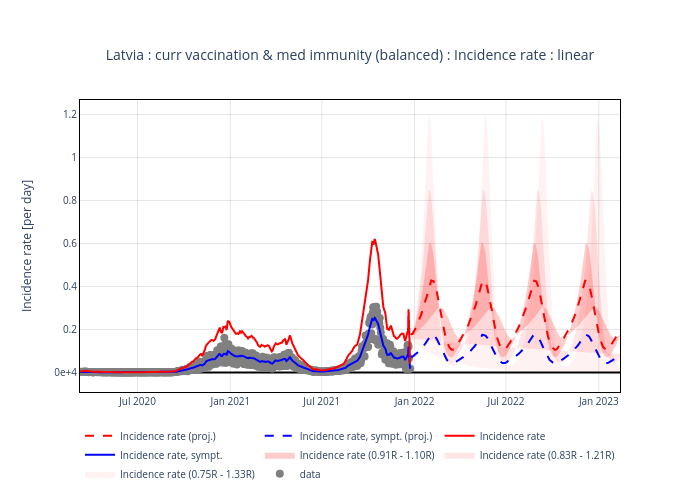 Latvia : curr vaccination & med immunity (balanced) : Incidence rate : linear
Incidence rate [per day]
1.2
1
0.8
0.6
0.4
0.2
0e+4
Jul 2020
Jan 2021
Jul 2021
Jan 2022
Jul 2022
Jan 2023
Incidence rate (proj.)
Incidence rate, sympt. (proj.)
Incidence rate
Incidence rate, sympt.
Incidence rate (0.91R - 1.10R)
Incidence rate (0.83R - 1.21R)
Incidence rate (0.75R - 1.33R)
data